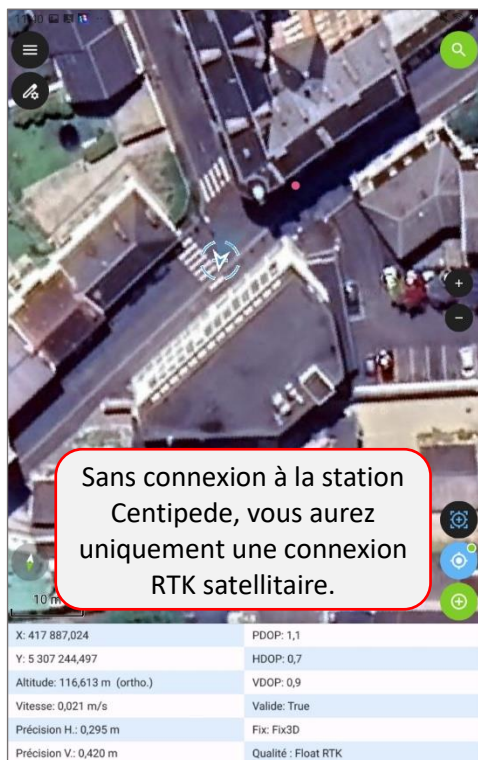 11:40
Sans connexion à la station
Centipede, vous aurez
uniquement une connexion
RTK satellitaire.
10 m
X: 417 887,024
PDOP: 1,1
Y: 5 307 244,497
HDOP: 0,7
Altitude: 116,613 m (ortho.)
VDOP: 0,9
Vitesse: 0,021 m/s
Valide: True
Précision H.: 0,295 m
Fix: Fix3D
Précision V.: 0,420 m
Qualité : Float RTK